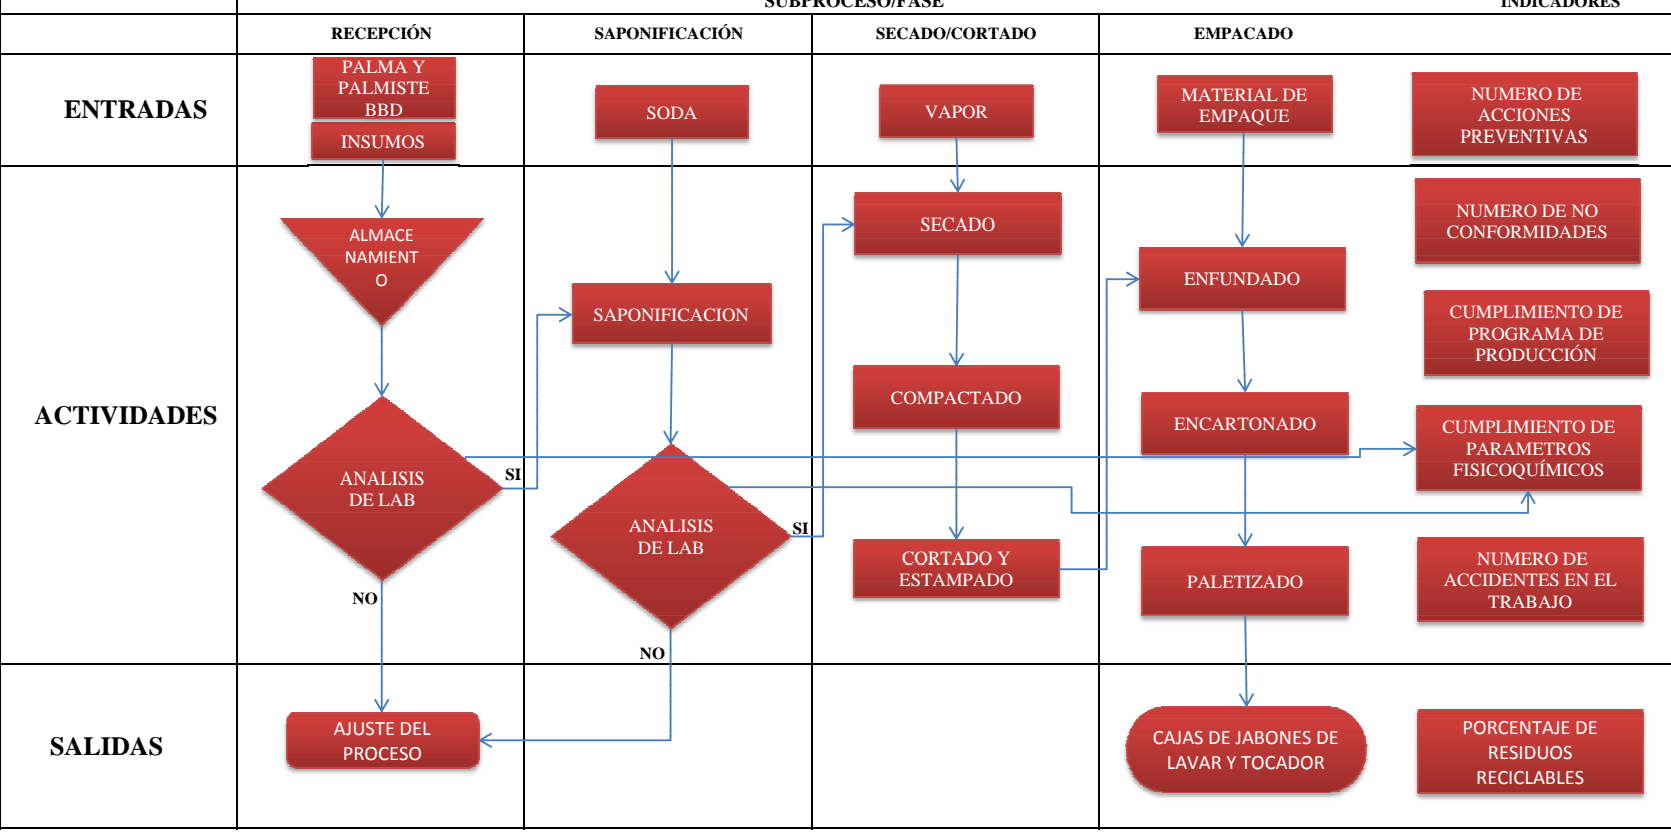 SUBPROCESO/FASE
INDICADORES
RECEPCIÓN
SAPONIFICACIÓN
SECADO/CORTADO
EMPACADO
ENTRADAS
PALMA Y
PALMISTE
BBD
INSUMOS
SODA
VAPOR
MATERIAL DE
EMPAQUE
NUMERO DE
ACCIONES
PREVENTIVAS
ACTIVIDADES
ALMACE
NAMIENT
O
ANALISIS
DE LAB
SI
NO
SAPONIFICACION
ANALISIS
DE LAB
SI
NO
SECADO
COMPACTADO
CORTADO Y
ESTAMPADO
ENFUNDADO
ENCARTONADO
PALETIZADO
NUMERO DE NO
CONFORMIDADES
CUMPLIMIENTO DE
PROGRAMA DE
PRODUCCIÓN
CUMPLIMIENTO DE
PARAMETROS
FISICOQUÍMICOS
NUMERO DE
ACCIDENTES EN EL
TRABAJO
SALIDAS
AJUSTE DEL
PROCESO
CAJAS DE JABONES DE
LAVAR Y TOCADOR
PORCENTAJE DE
RESIDUOS
RECICLABLES